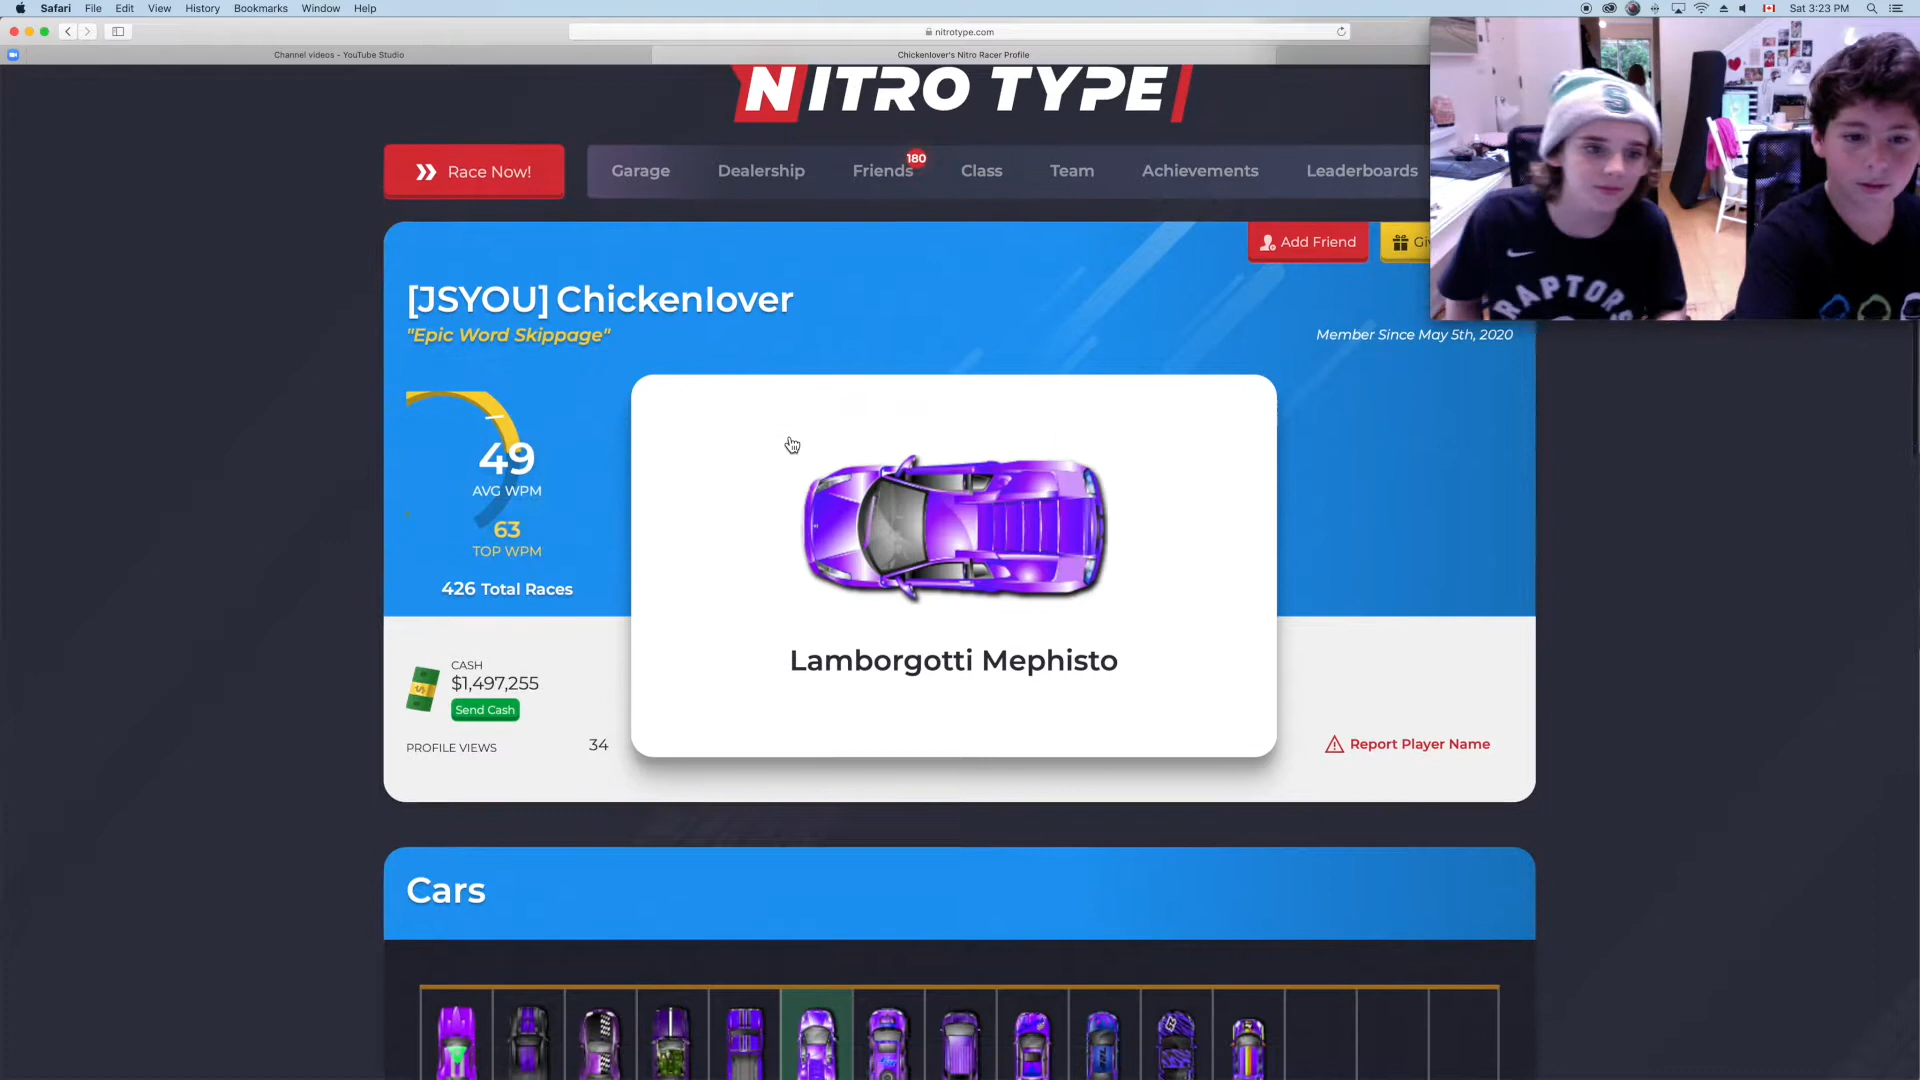 Safari File Edit View History Bookmarks Window Help Sat 3:23 PM
nitrotype.com
Channel videos - YouTube Studio Chickenlover's Nitro Racer Profile
NITRO TYPE
Race Now! Garage Dealership Friends 180 Class Team Achievements Leaderboards
Add Friend
[JSYOU] Chickenlover
"Epic Word Skippage"
Member Since May 5th, 2020
49
AVG WPM
63
TOP WPM
426 Total Races
Lamborgotti Mephisto
CASH
$1,497,255
Send Cash
PROFILE VIEWS 34
Report Player Name
Cars
RAPTORS